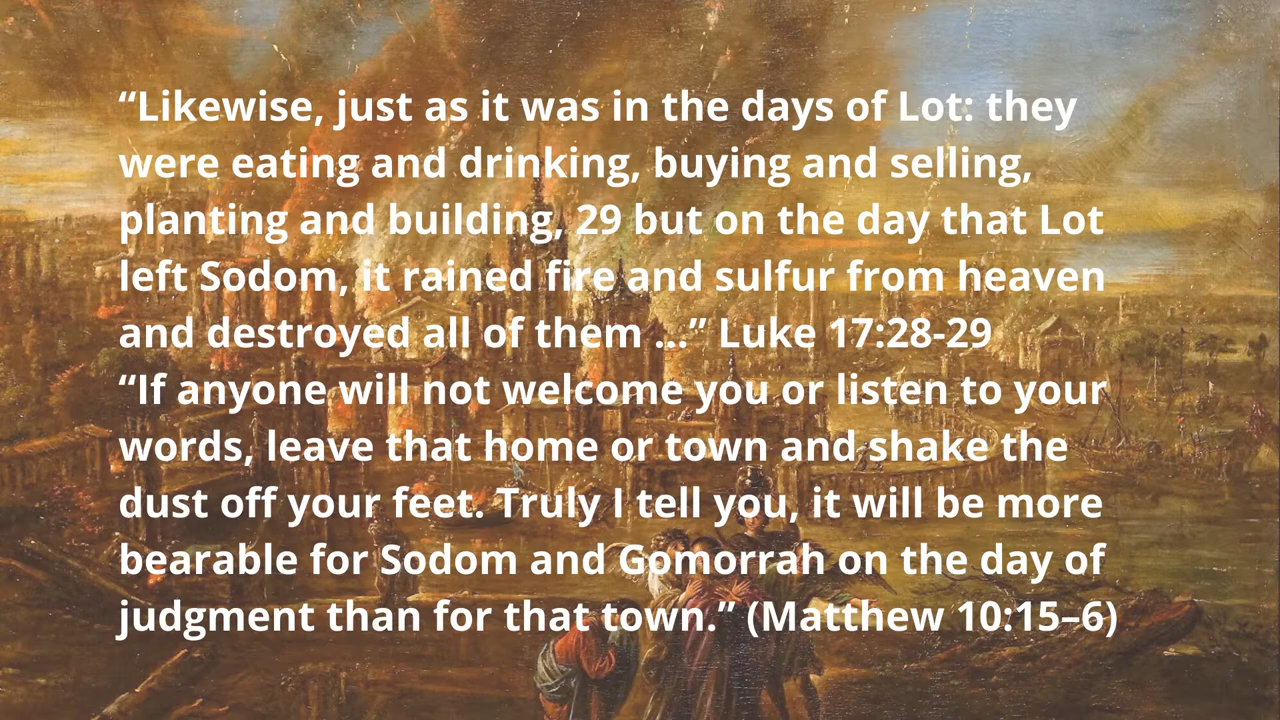 “Likewise, just as it was in the days of Lot: they
were eating and drinking, buying and selling,
planting and building, 29 but on the day that Lot
left Sodom, it rained fire and sulfur from heaven
and destroyed all of them ...” Luke 17:28-29
“If anyone will not welcome you or listen to your
words, leave that home or town and shake the
dust off your feet. Truly I tell you, it will be more
bearable for Sodom and Gomorrah on the day of
judgment than for that town.” (Matthew 10:15–6)